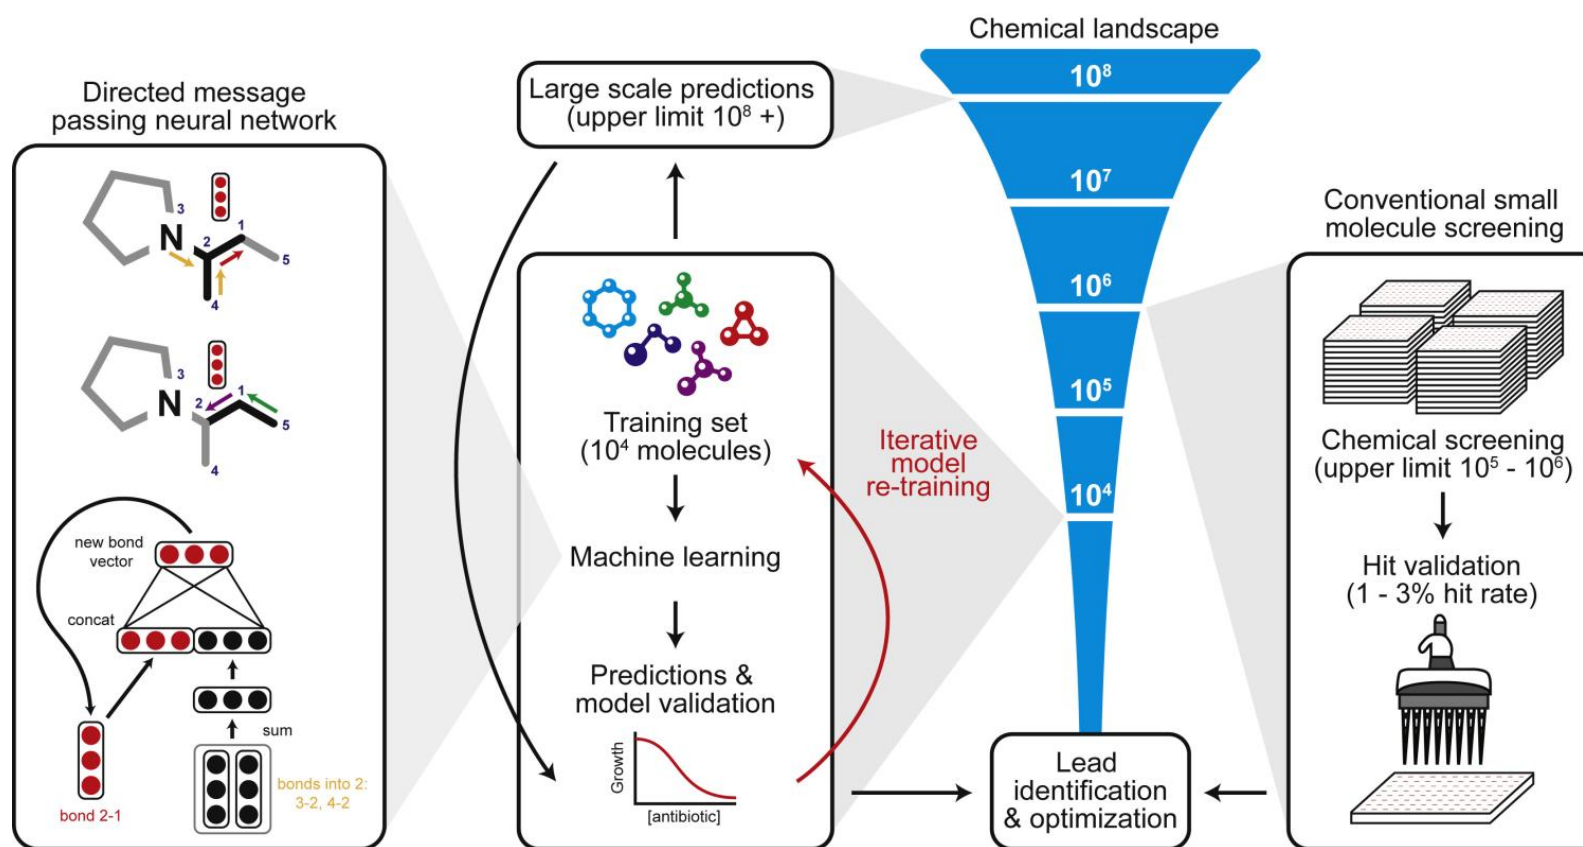 Directed message
passing neural network
3
N
2
1
5
4
3
N
2
1
5
4
new bond
vector
concat
sum
bond 2-1
bonds into 2:
3-2, 4-2
Large scale predictions
(upper limit 10⁸ +)
Training set
(10⁴ molecules)
Machine learning
Predictions &
model validation
Growth
[antibiotic]
Iterative
model
re-training
Chemical landscape
10⁸
10⁷
10⁶
10⁵
10⁴
Lead
identification
& optimization
Conventional small
molecule screening
Chemical screening
(upper limit 10⁵ - 10⁶)
Hit validation
(1 - 3% hit rate)